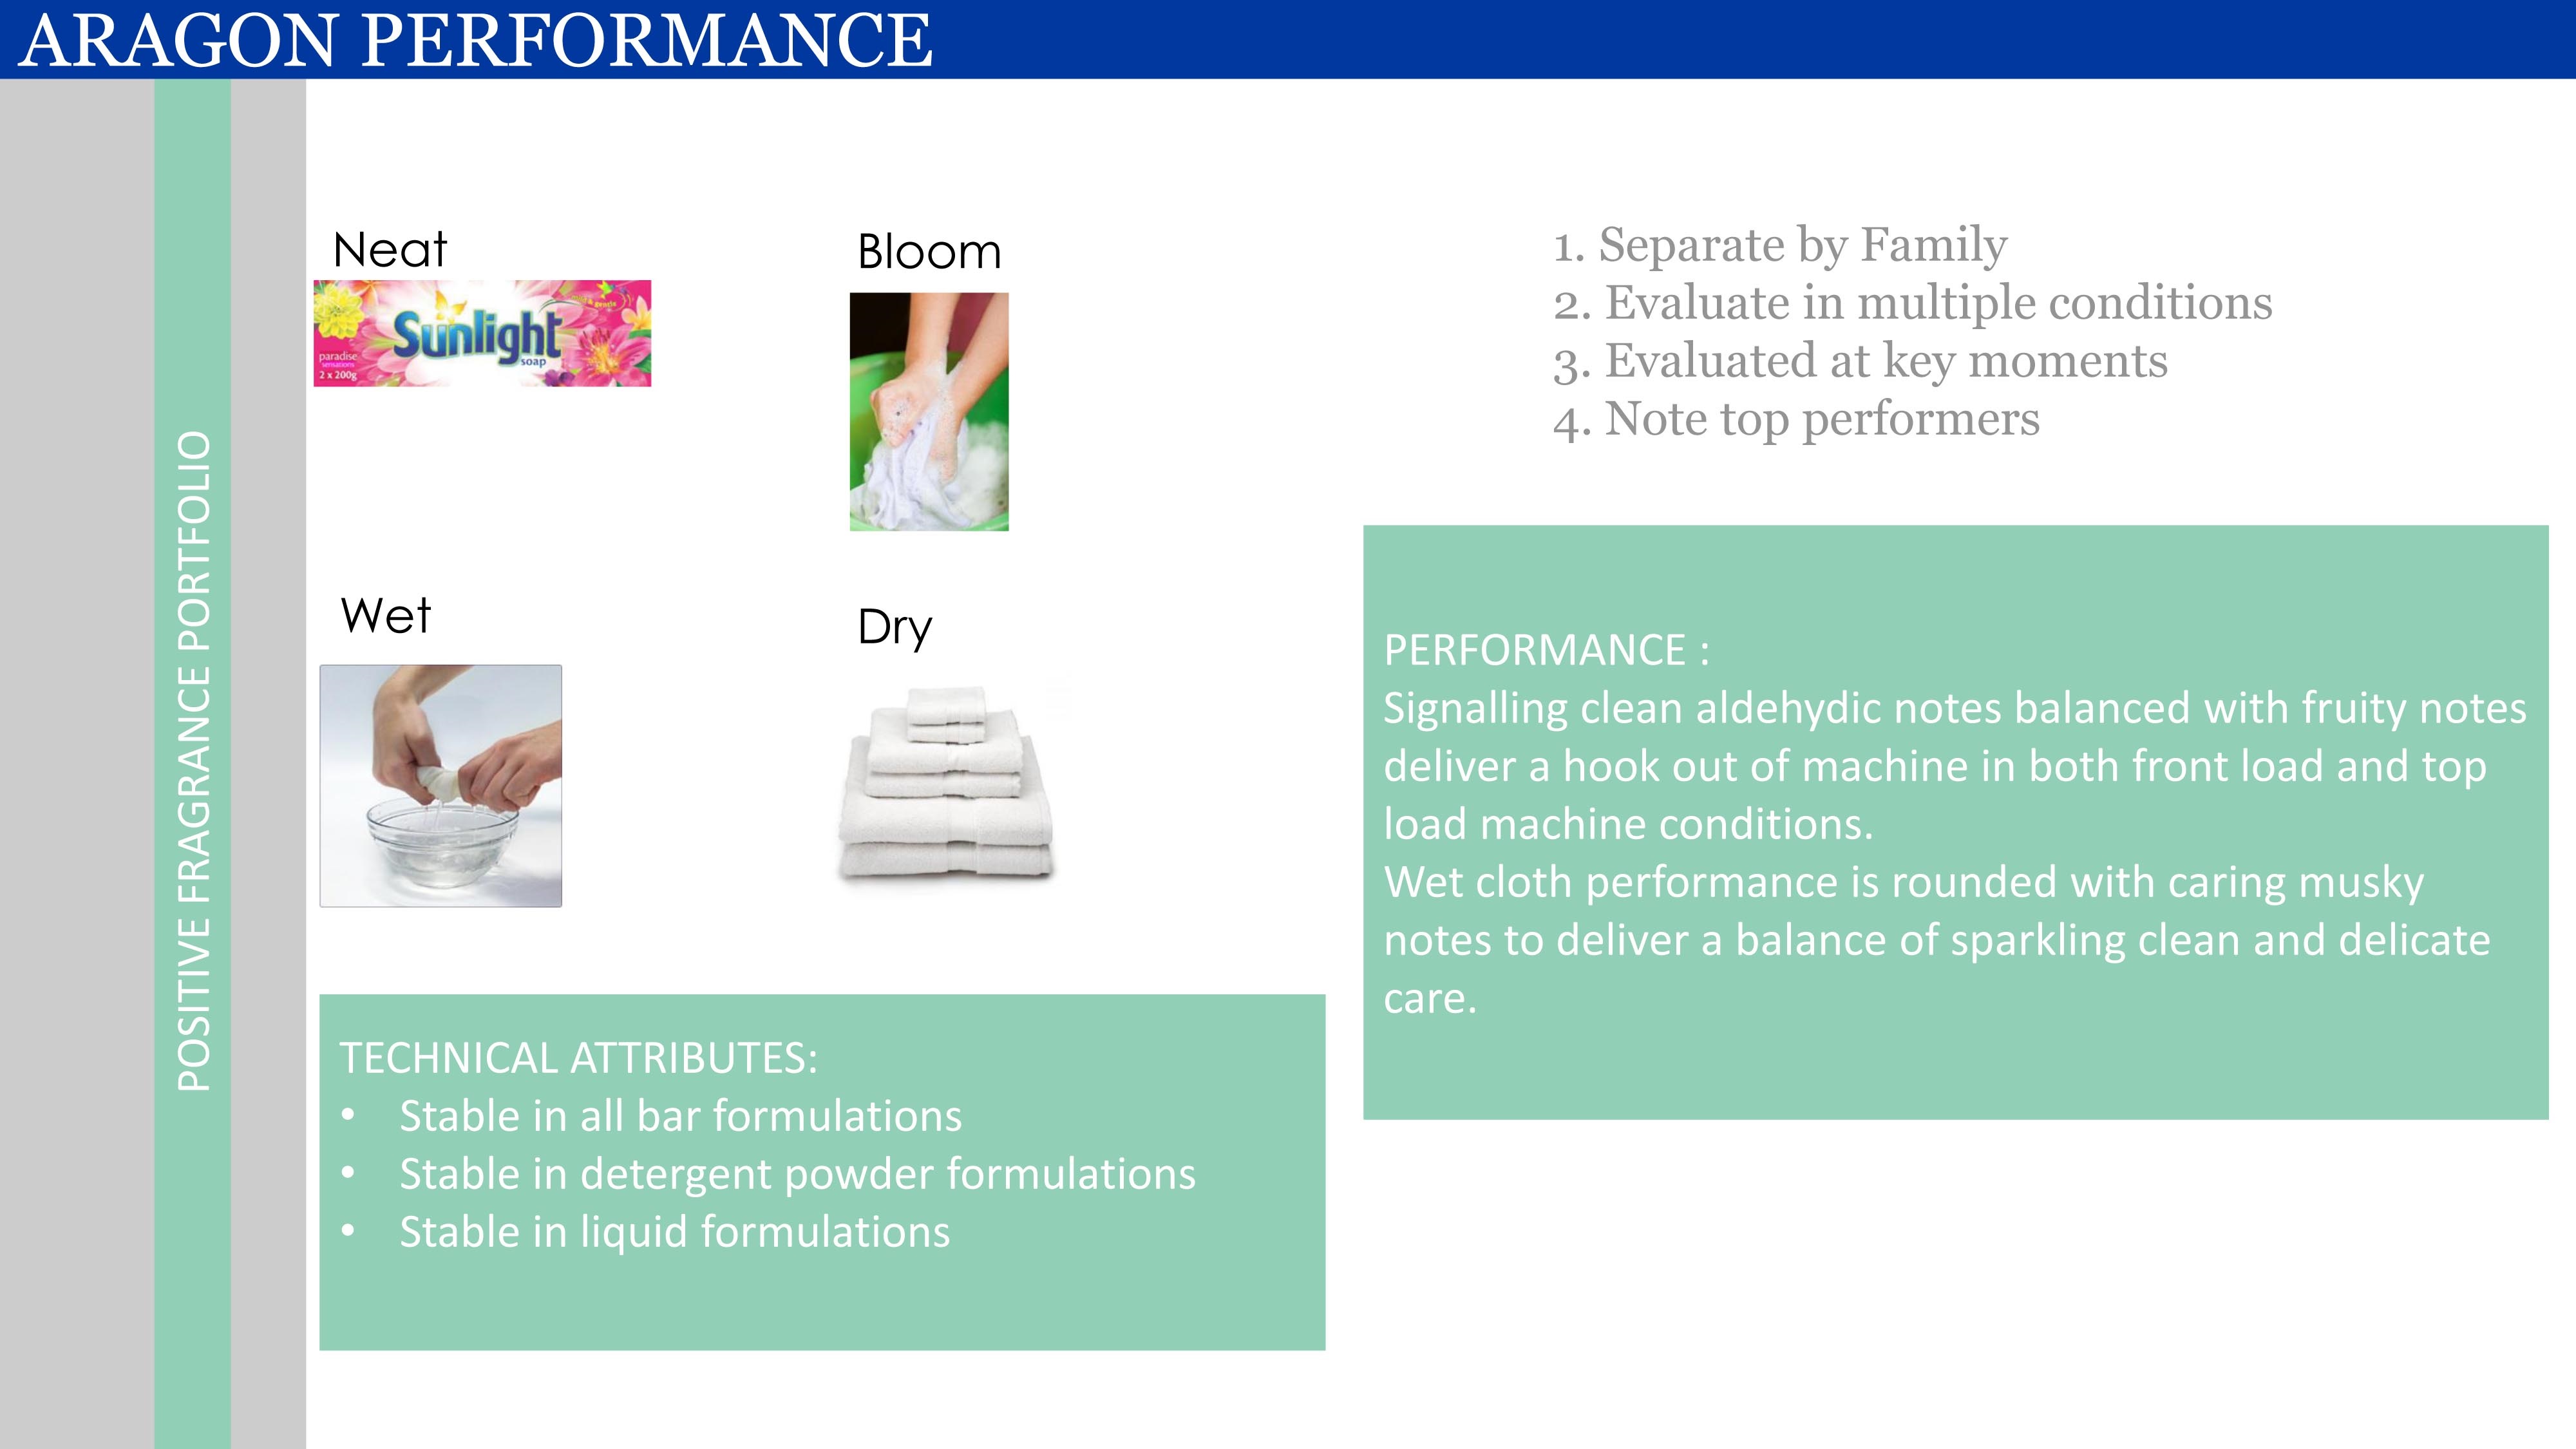 ARAGON PERFORMANCE
POSITIVE FRAGRANCE PORTFOLIO
Neat
Sunlight
soap
paradise
sensations
2 x 200g
Bloom
Wet
Dry
1. Separate by Family
2. Evaluate in multiple conditions
3. Evaluated at key moments
4. Note top performers
PERFORMANCE :
Signalling clean aldehydic notes balanced with fruity notes
deliver a hook out of machine in both front load and top
load machine conditions.
Wet cloth performance is rounded with caring musky
notes to deliver a balance of sparkling clean and delicate
care.
TECHNICAL ATTRIBUTES:
• Stable in all bar formulations
• Stable in detergent powder formulations
• Stable in liquid formulations